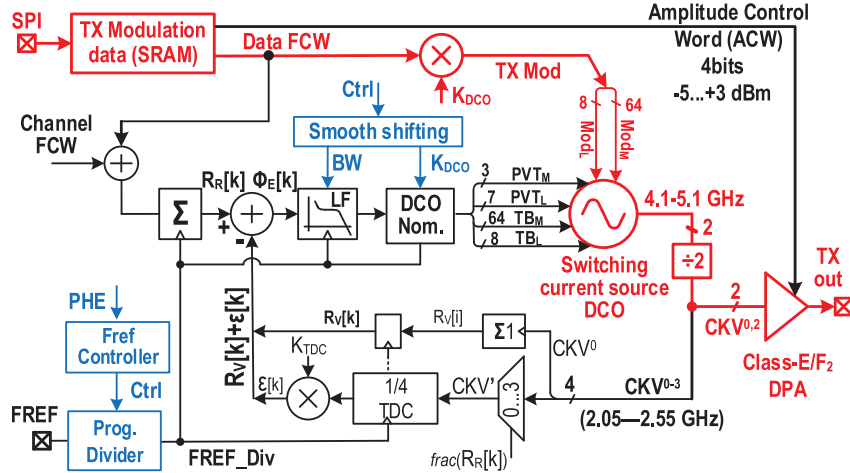 SPI
TX Modulation
data (SRAM)
Data FCW
TX Mod
K_DCO
Amplitude Control
Word (ACW)
4bits
-5...+3 dBm
Ctrl
Smooth shifting
BW
K_DCO
8
64
Mod_L
Mod_M
Channel
FCW
Σ
R_R[k]
Φ_E[k]
+
-
LF
DCO
Nom.
3
PVT_M
7
PVT_L
64
TB_M
8
TB_L
4.1-5.1 GHz
2
÷2
Switching
current source
DCO
TX
out
2
CKV^0,2
Class-E/F₂
DPA
PHE
Fref
Controller
Ctrl
FREF
Prog.
Divider
FREF_Div
R_V[k]+ε[k]
R_V[k]
R_V[i]
Σ1
CKV^0
K_TDC
ε[k]
1/4
TDC
CKV'
0...3
4
CKV^0-3
(2.05—2.55 GHz)
frac(R_R[k])